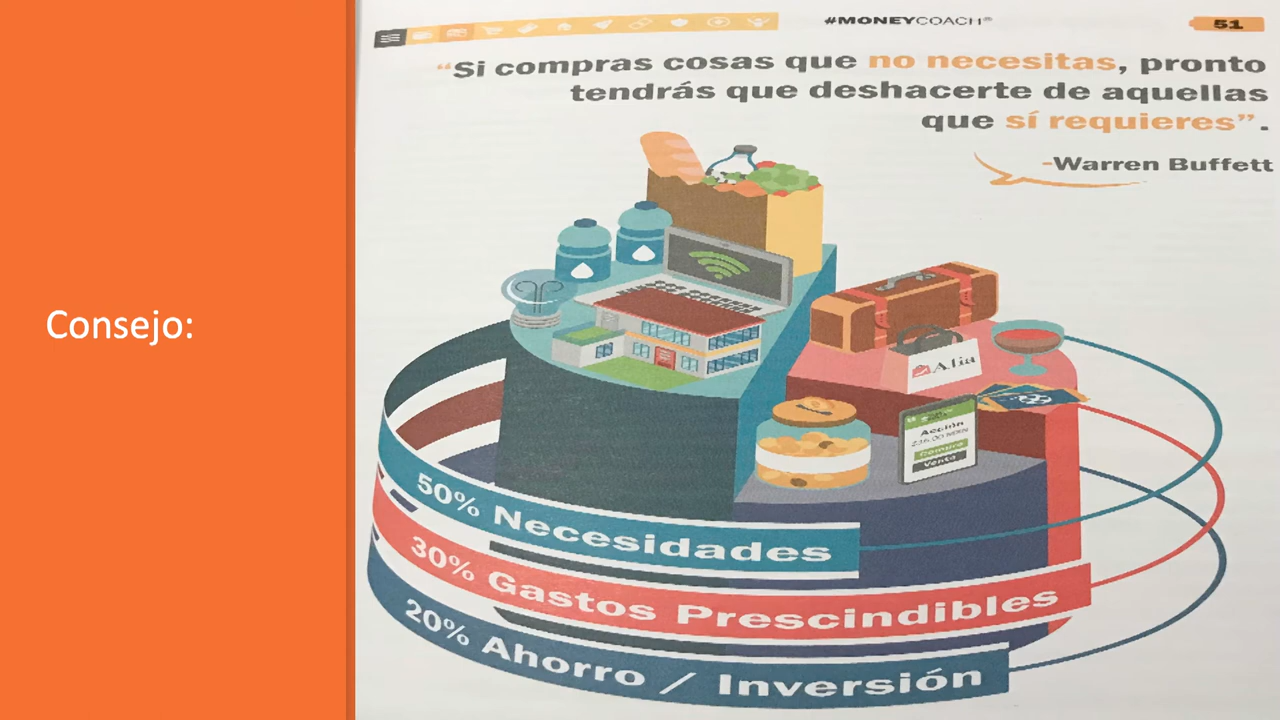 Consejo:
#MONEYCOACH®
51
“Si compras cosas que no necesitas, pronto
tendrás que deshacerte de aquellas
que sí requieres”.
-Warren Buffett
Alia
Acción
Compra
Venta
50% Necesidades
30% Gastos Prescindibles
20% Ahorro / Inversión